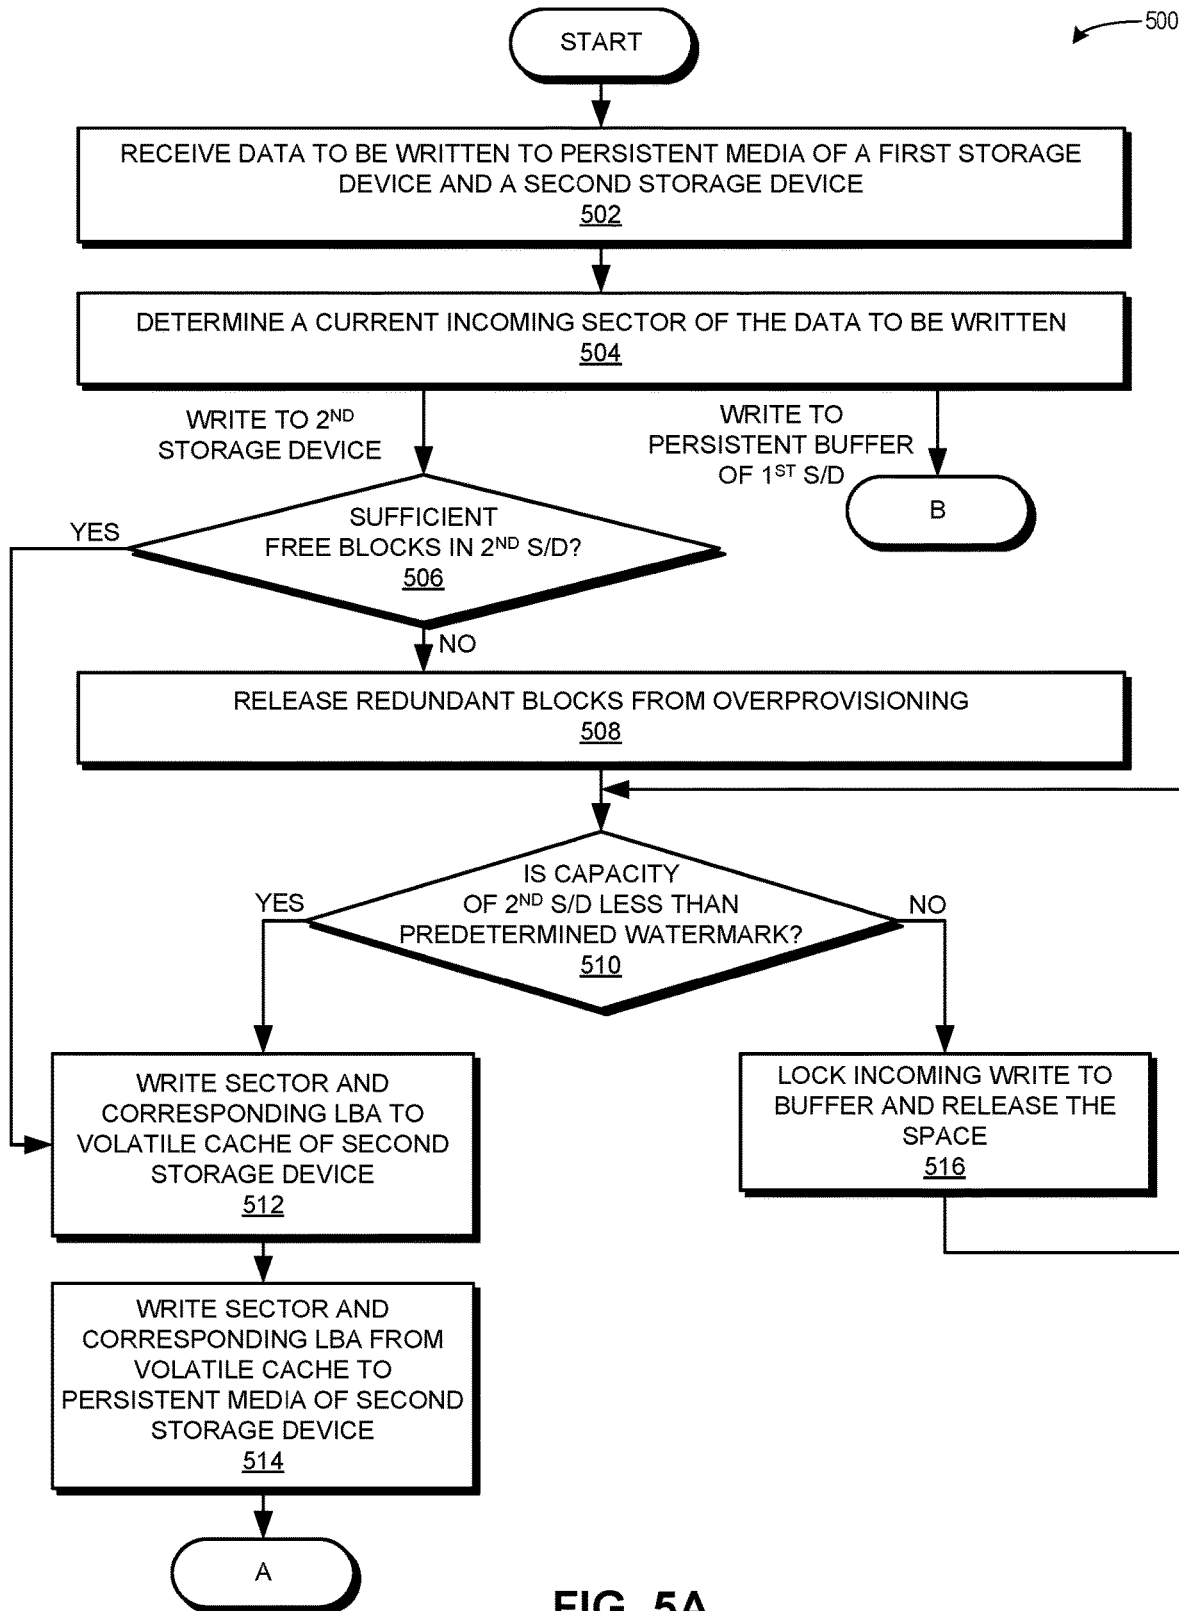 500
START
RECEIVE DATA TO BE WRITTEN TO PERSISTENT MEDIA OF A FIRST STORAGE
DEVICE AND A SECOND STORAGE DEVICE
502
DETERMINE A CURRENT INCOMING SECTOR OF THE DATA TO BE WRITTEN
504
WRITE TO 2ND
STORAGE DEVICE
WRITE TO
PERSISTENT BUFFER
OF 1ST S/D
B
YES
SUFFICIENT
FREE BLOCKS IN 2ND S/D?
506
NO
RELEASE REDUNDANT BLOCKS FROM OVERPROVISIONING
508
YES
IS CAPACITY
OF 2ND S/D LESS THAN
PREDETERMINED WATERMARK?
510
NO
WRITE SECTOR AND
CORRESPONDING LBA TO
VOLATILE CACHE OF SECOND
STORAGE DEVICE
512
LOCK INCOMING WRITE TO
BUFFER AND RELEASE THE
SPACE
516
WRITE SECTOR AND
CORRESPONDING LBA FROM
VOLATILE CACHE TO
PERSISTENT MEDIA OF SECOND
STORAGE DEVICE
514
A
FIG. 5A